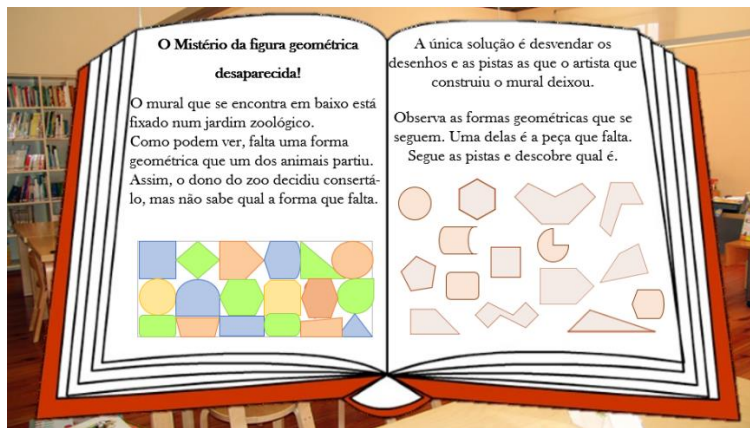 O Mistério da figura geométrica
desaparecida!
O mural que se encontra em baixo está
fixado num jardim zoológico.
Como podem ver, falta uma forma
geométrica que um dos animais partiu.
Assim, o dono do zoo decidiu consertá-
lo, mas não sabe qual a forma que falta.
A única solução é desvendar os
desenhos e as pistas as que o artista que
construiu o mural deixou.
Observa as formas geométricas que se
seguem. Uma delas é a peça que falta.
Segue as pistas e descobre qual é.